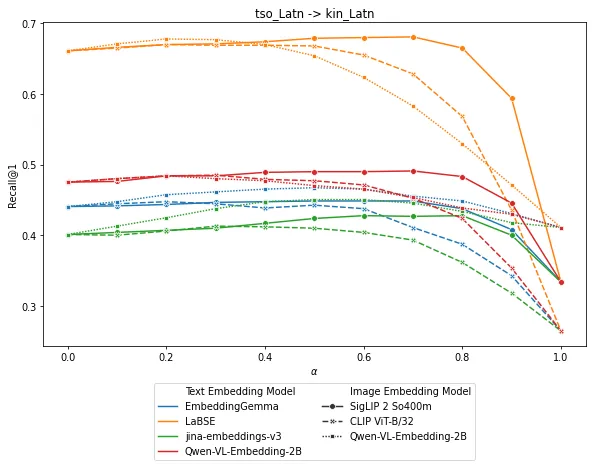 tso_Latn -> kin_Latn
0.7
0.6
0.5
0.4
0.3
Recall@1
0.0 0.2 0.4 0.6 0.8 1.0
α
Text Embedding Model Image Embedding Model
EmbeddingGemma SigLIP 2 So400m
LaBSE CLIP ViT-B/32
jina-embeddings-v3 Qwen-VL-Embedding-2B
Qwen-VL-Embedding-2B